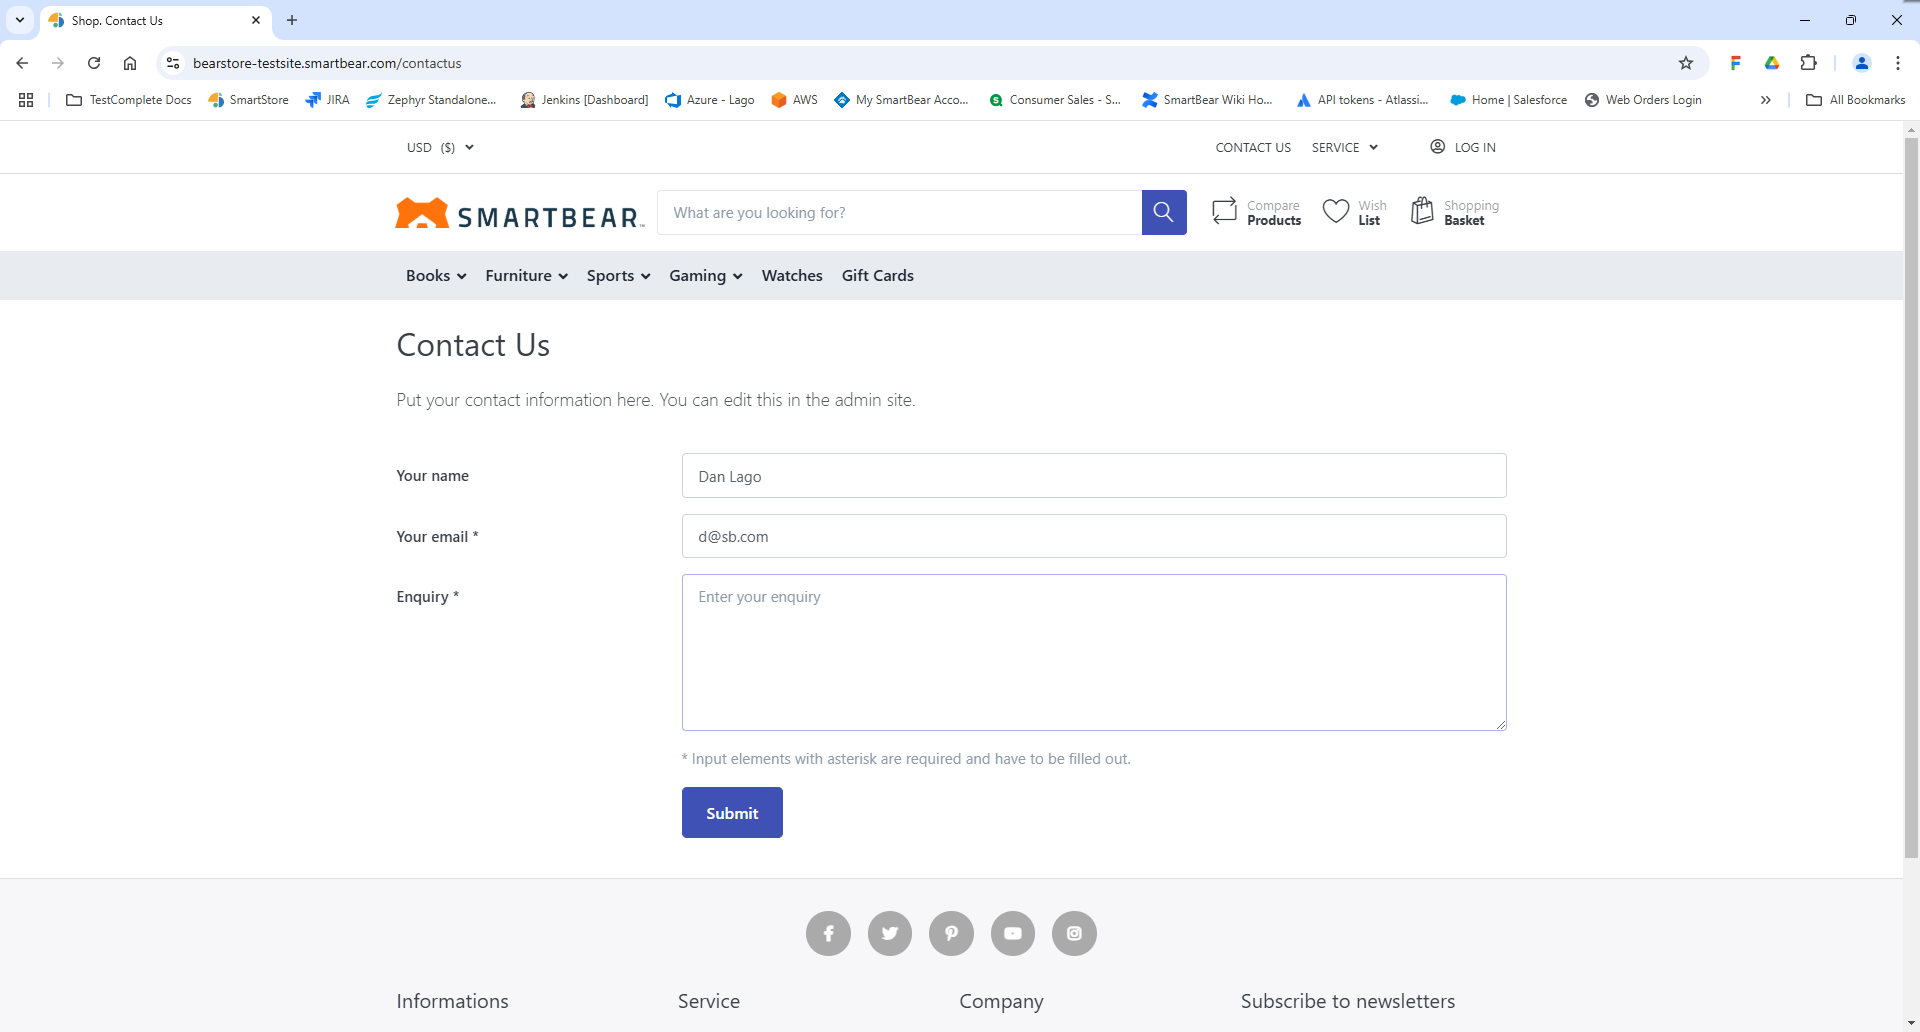 Shop. Contact Us
bearstore-testsite.smartbear.com/contactus
TestComplete Docs SmartStore JIRA Zephyr Standalone... Jenkins [Dashboard] Azure - Lago AWS My SmartBear Acco... Consumer Sales - S... SmartBear Wiki Ho... API tokens - Atlassi... Home | Salesforce Web Orders Login All Bookmarks
USD ($) CONTACT US SERVICE LOG IN
SMARTBEAR™ What are you looking for?
Compare Wish Shopping
Products List Basket
Books Furniture Sports Gaming Watches Gift Cards
Contact Us
Put your contact information here. You can edit this in the admin site.
Your name Dan Lago
Your email * d@sb.com
Enquiry * Enter your enquiry
* Input elements with asterisk are required and have to be filled out.
Submit
Informations Service Company Subscribe to newsletters